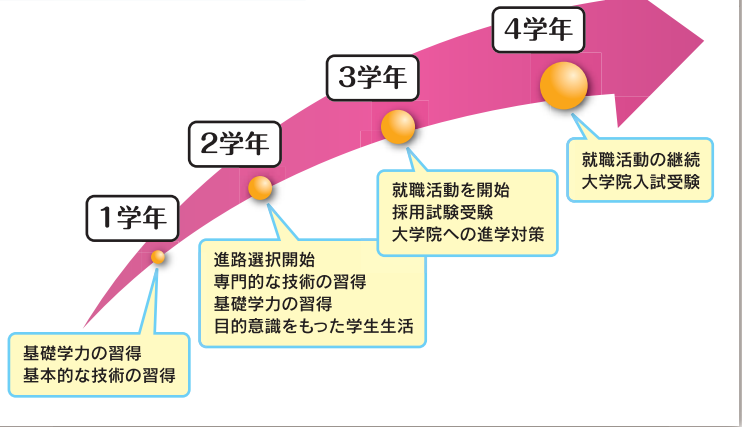 1学年
基礎学力の習得
基本的な技術の習得
2学年
進路選択開始
専門的な技術の習得
基礎学力の習得
目的意識をもった学生生活
3学年
就職活動を開始
採用試験受験
大学院への進学対策
4学年
就職活動の継続
大学院入試受験